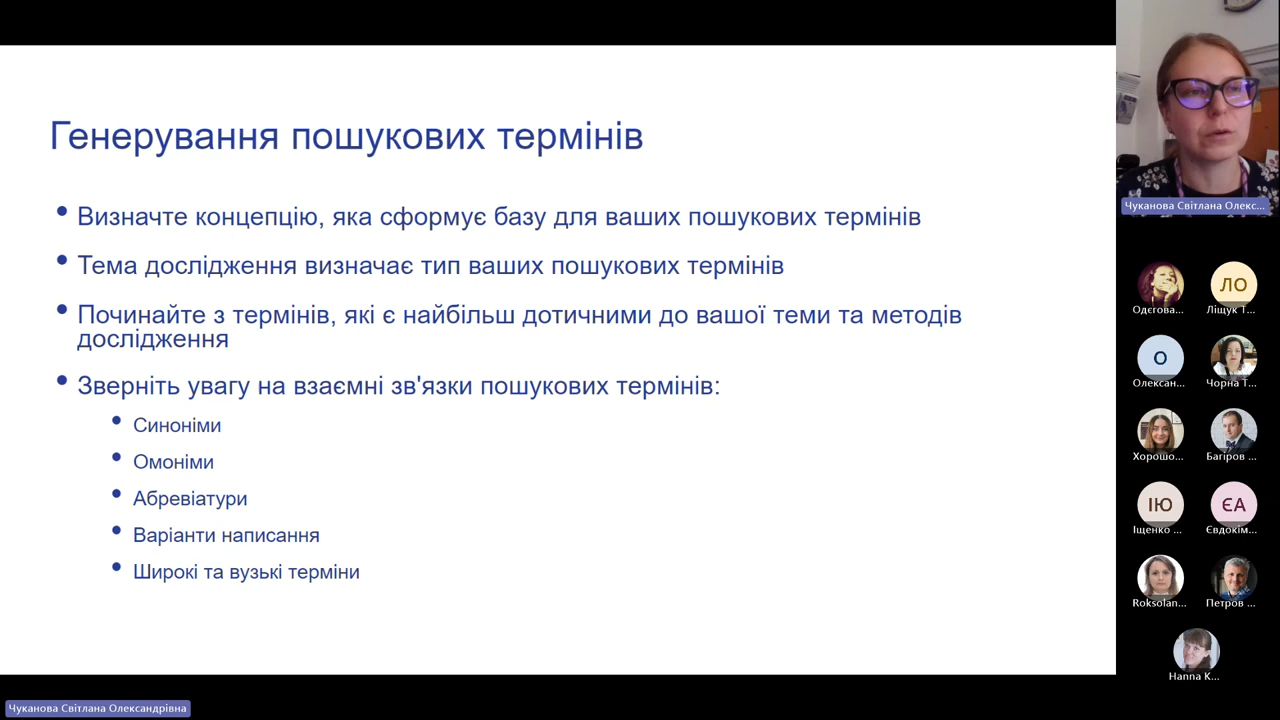 Генерування пошукових термінів
Визначте концепцію, яка сформує базу для ваших пошукових термінів
Тема дослідження визначає тип ваших пошукових термінів
Починайте з термінів, які є найбільш дотичними до вашої теми та методів
дослідження
Зверніть увагу на взаємні зв'язки пошукових термінів:
Синоніми
Омоніми
Абревіатури
Варіанти написання
Широкі та вузькі терміни
Чуканова Світлана Олекс...
Одєгова...
ЛО
Ліщук Т...
О
Олексан...
Чорна Т...
Хорошо...
Багіров ...
ІЮ
Іщенко ...
ЄА
Євдокім...
Roksolan...
Петров ...
Hanna K...
Чуканова Світлана Олександрівна